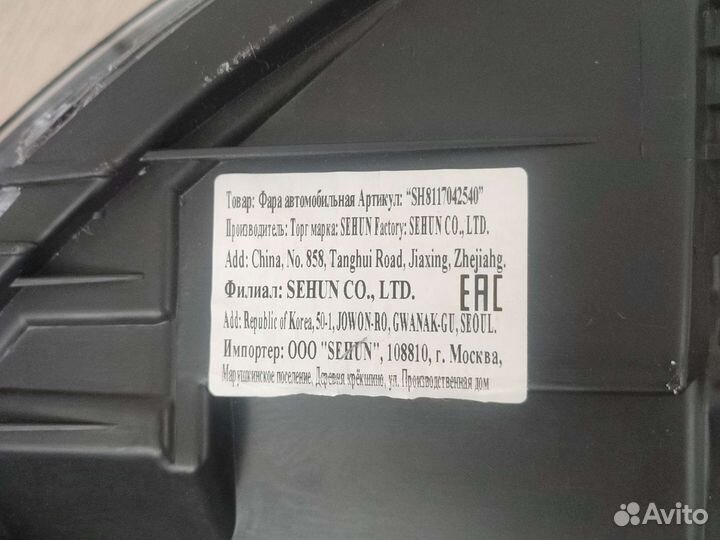 Товар: Фара автомобильная Артикул: “SH8117042540”
Производитель: Торг марка: SEHUN Factory: SEHUN CO., LTD.
Add: China, No. 858, Tanghui Road, Jiaxing, Zhejiahg.
Филиал: SEHUN CO., LTD.
EAC
Add: Republic of Korea, 50-1, JOWON-RO, GWANAK-GU, SEOUL.
Импортер: ООО "SEHUN", 108810, г. Москва,
Марушкинское поселение, Деревня крёкшино, ул. Производственная дом
Avito